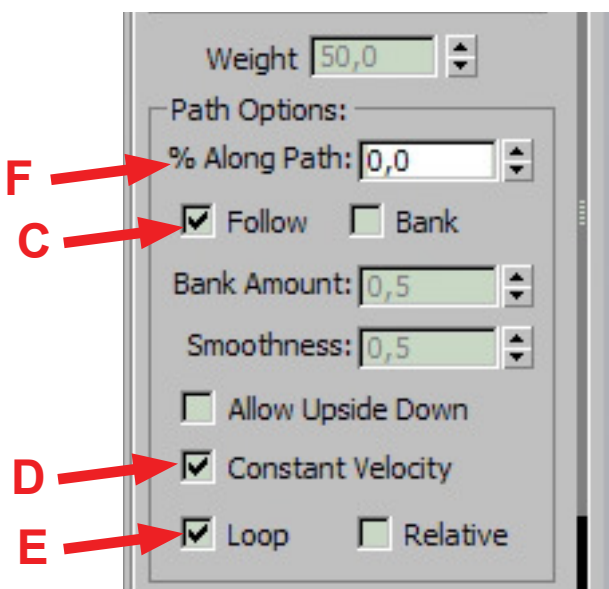 Weight 50,0
Path Options:
F % Along Path: 0,0
C Follow Bank
Bank Amount: 0,5
Smoothness: 0,5
Allow Upside Down
D Constant Velocity
E Loop Relative